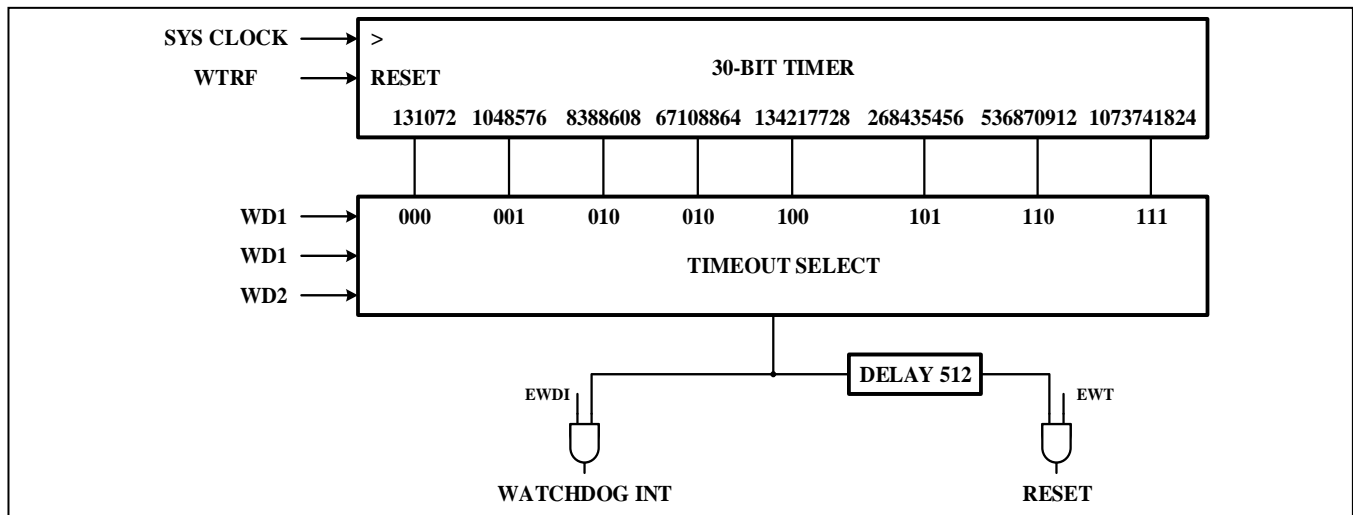 SYS CLOCK >
30-BIT TIMER
WTRF RESET
131072 1048576 8388608 67108864 134217728 268435456 536870912 1073741824
WD1 000 001 010 010 100 101 110 111
WD1 TIMEOUT SELECT
WD2
DELAY 512
EWDI EWT
WATCHDOG INT RESET